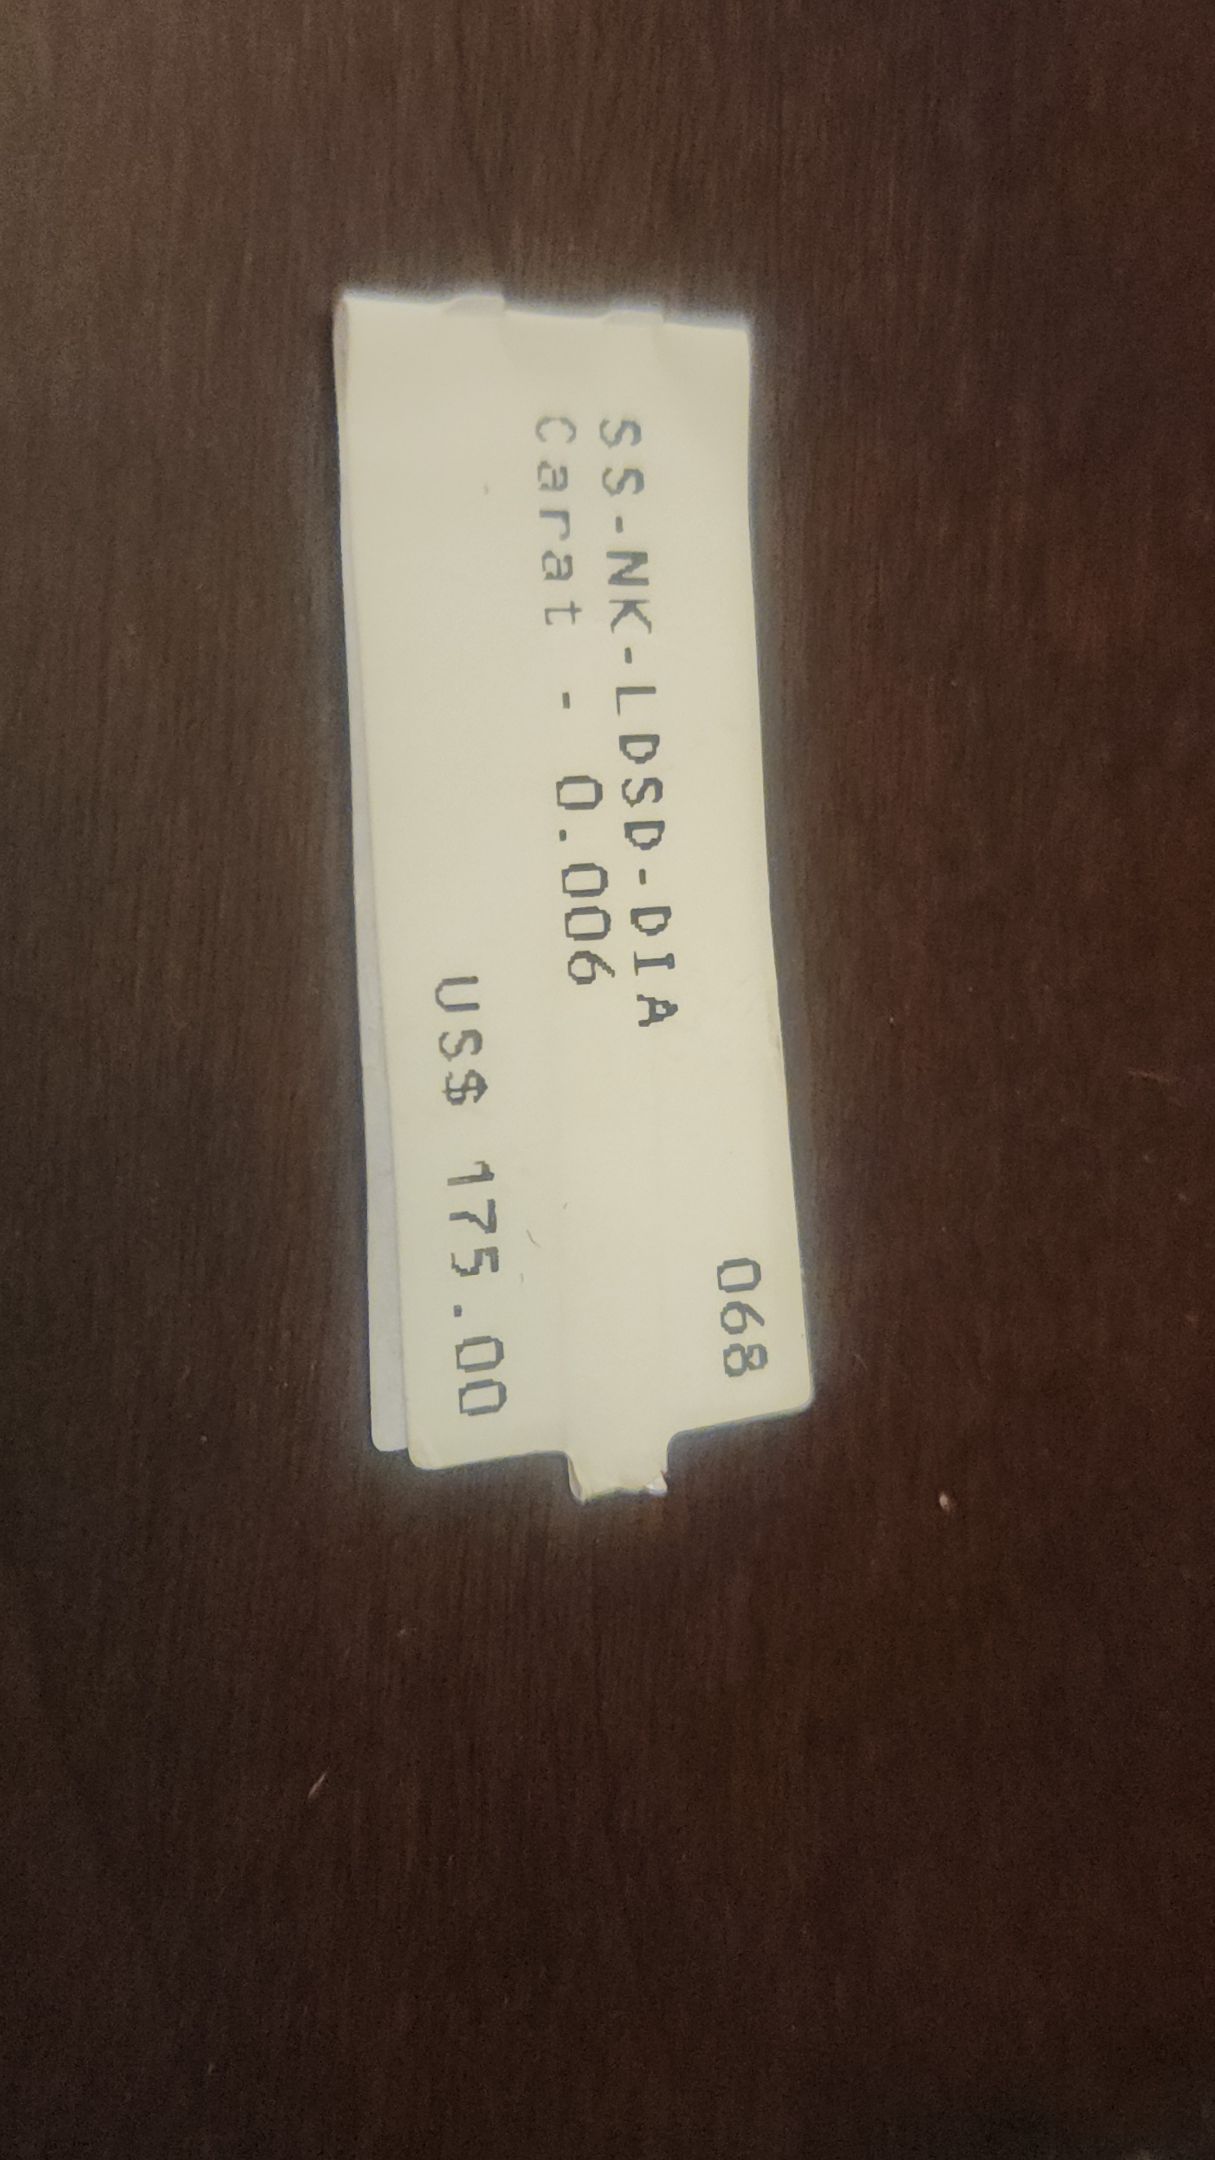 068
SS-NK-LDSD-DIA
Carat - 0.006
US$ 175.00